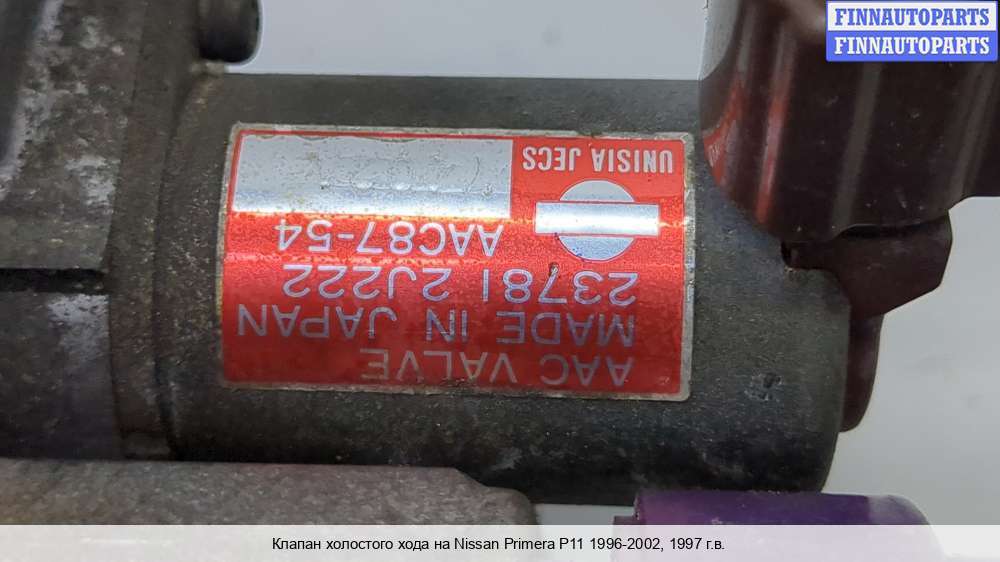 FINNAUTOPARTS
FINNAUTOPARTS
AAC VALVE
MADE IN JAPAN
23781 2J222
AAC87-54
UNISIA JECS
Клапан холостого хода на Nissan Primera P11 1996-2002, 1997 г.в.